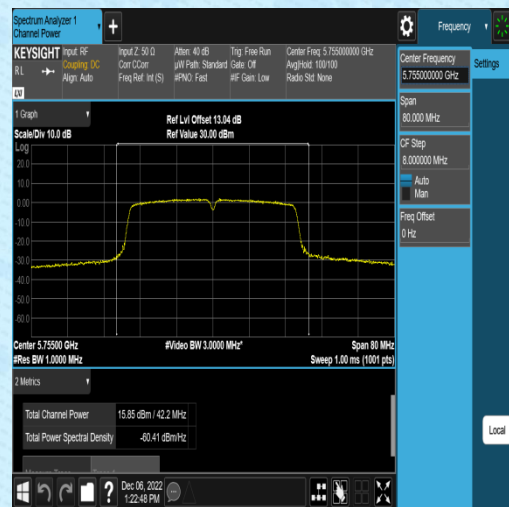 Spectrum Analyzer 1
Channel Power
Frequency
KEYSIGHT
Input: RF
Coupling: DC
Align: Auto
Input Z: 50 Ω
Corr CCorr
Freq Ref: Int (S)
Atten: 40 dB
µW Path: Standard
#PNO: Fast
Trig: Free Run
Gate: Off
#IF Gain: Low
Center Freq: 5.755000000 GHz
Avg|Hold: 100/100
Radio Std: None
R L
LXI
Center Frequency
5.755000000 GHz
Settings
Span
80.000 MHz
CF Step
8.000000 MHz
Auto
Man
Freq Offset
0 Hz
Local
1 Graph
Scale/Div 10.0 dB
Ref Lvl Offset 13.04 dB
Ref Value 30.00 dBm
Log
20.0
10.0
0.00
-10.0
-20.0
-30.0
-40.0
-50.0
-60.0
Center 5.75500 GHz
#Video BW 3.0000 MHz*
Span 80 MHz
#Res BW 1.0000 MHz
Sweep 1.00 ms (1001 pts)
2 Metrics
Total Channel Power 15.85 dBm / 42.2 MHz
Total Power Spectral Density -60.41 dBm/Hz
?
Dec 06, 2022
1:22:48 PM